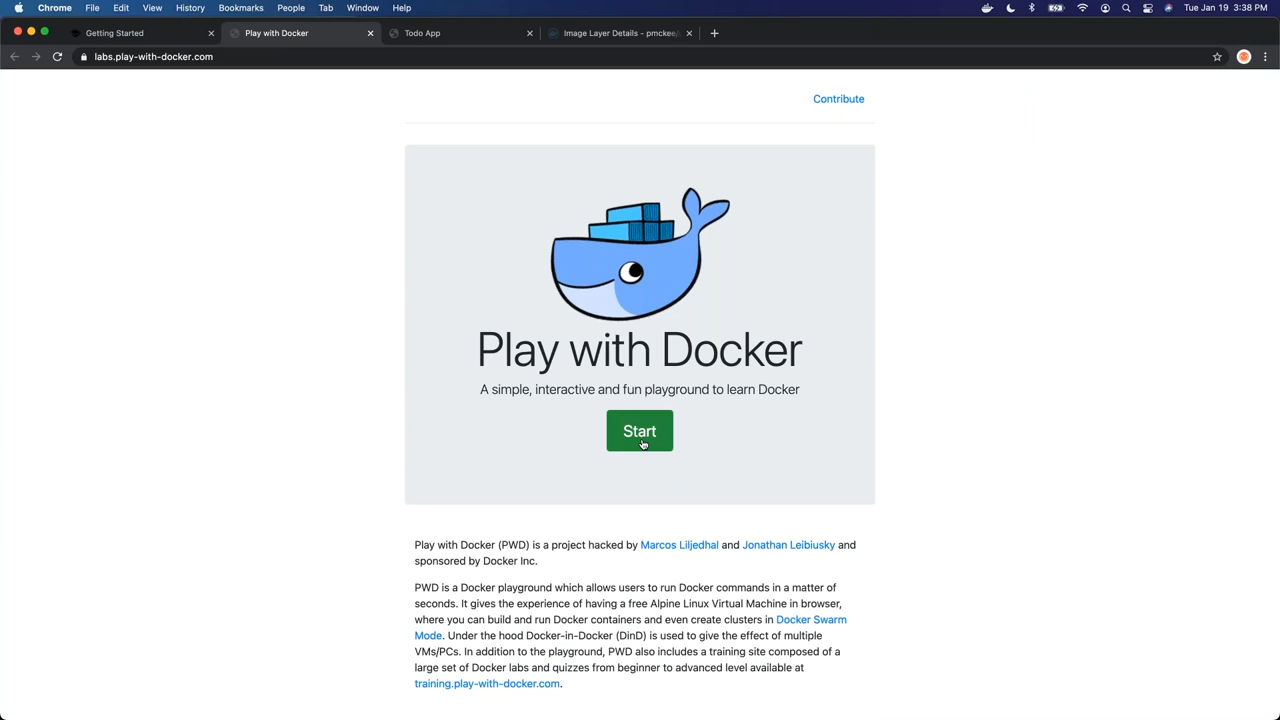 Chrome File Edit View History Bookmarks People Tab Window Help Tue Jan 19 3:38 PM
Getting Started Play with Docker Todo App Image Layer Details - pmckee/
labs.play-with-docker.com
Contribute
Play with Docker
A simple, interactive and fun playground to learn Docker
Start
Play with Docker (PWD) is a project hacked by Marcos Liljedhal and Jonathan Leibiusky and
sponsored by Docker Inc.
PWD is a Docker playground which allows users to run Docker commands in a matter of
seconds. It gives the experience of having a free Alpine Linux Virtual Machine in browser,
where you can build and run Docker containers and even create clusters in Docker Swarm
Mode. Under the hood Docker-in-Docker (DinD) is used to give the effect of multiple
VMs/PCs. In addition to the playground, PWD also includes a training site composed of a
large set of Docker labs and quizzes from beginner to advanced level available at
training.play-with-docker.com.